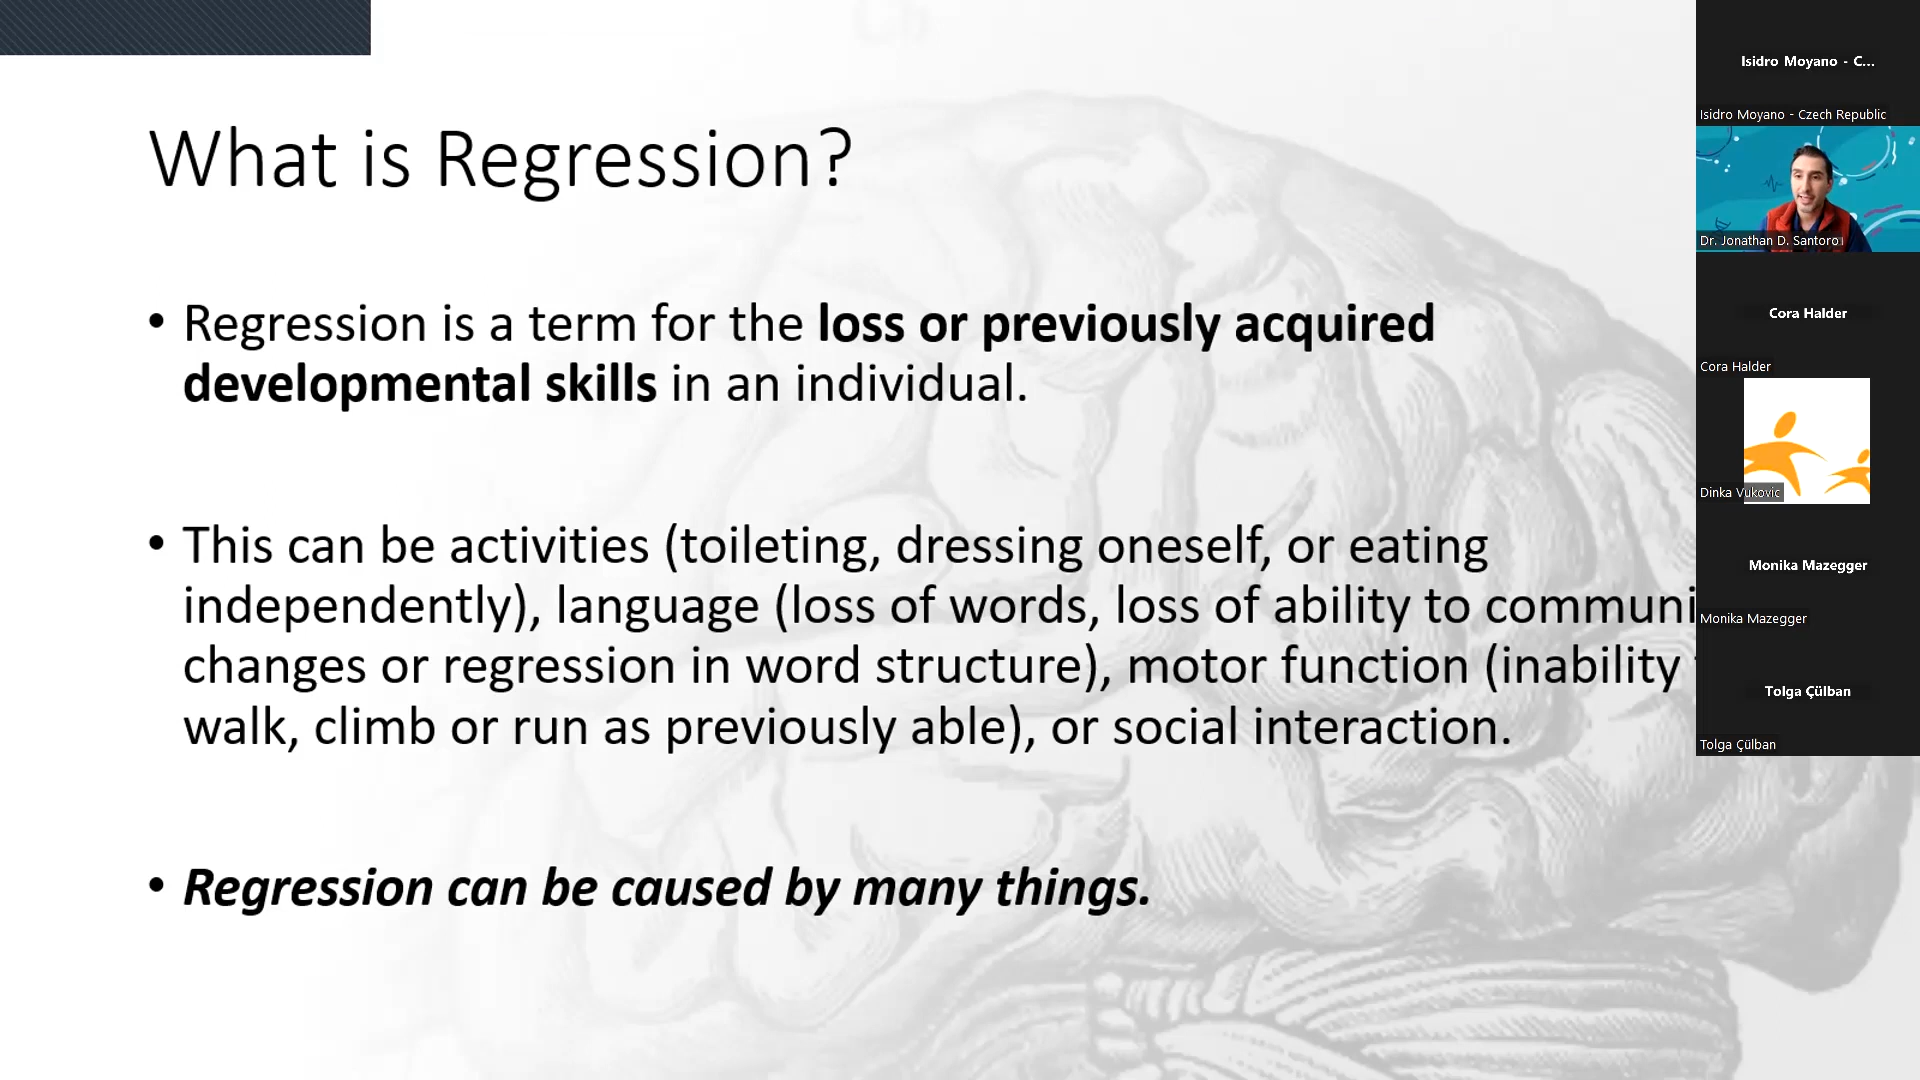 What is Regression?
• Regression is a term for the loss or previously acquired
developmental skills in an individual.
• This can be activities (toileting, dressing oneself, or eating
independently), language (loss of words, loss of ability to communi
changes or regression in word structure), motor function (inability
walk, climb or run as previously able), or social interaction.
• Regression can be caused by many things.
Isidro Moyano - C...
Isidro Moyano - Czech Republic
Dr. Jonathan D. Santoro
Cora Halder
Cora Halder
Dinka Vukovic
Monika Mazegger
Monika Mazegger
Tolga Çülban
Tolga Çülban